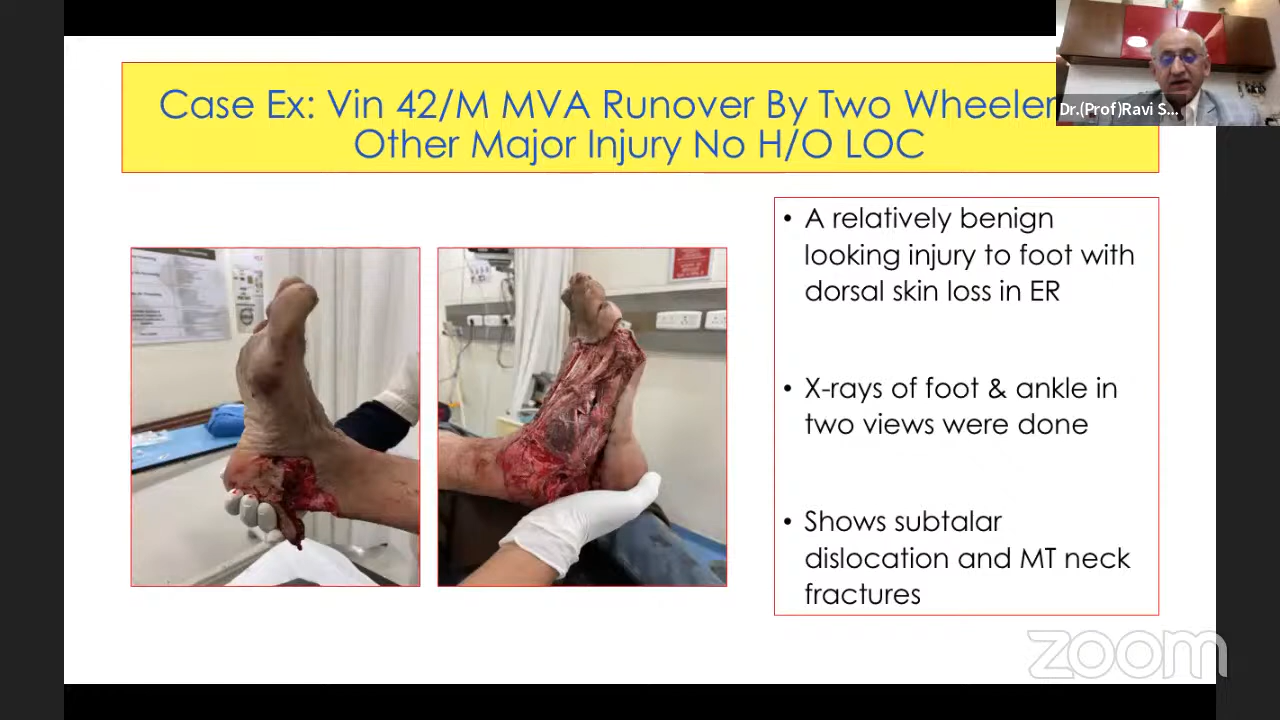 Case Ex: Vin 42/M MVA Runover By Two Wheeler
Other Major Injury No H/O LOC
Dr.(Prof)Ravi S...
• A relatively benign
looking injury to foot with
dorsal skin loss in ER
• X-rays of foot & ankle in
two views were done
• Shows subtalar
dislocation and MT neck
fractures
zoom